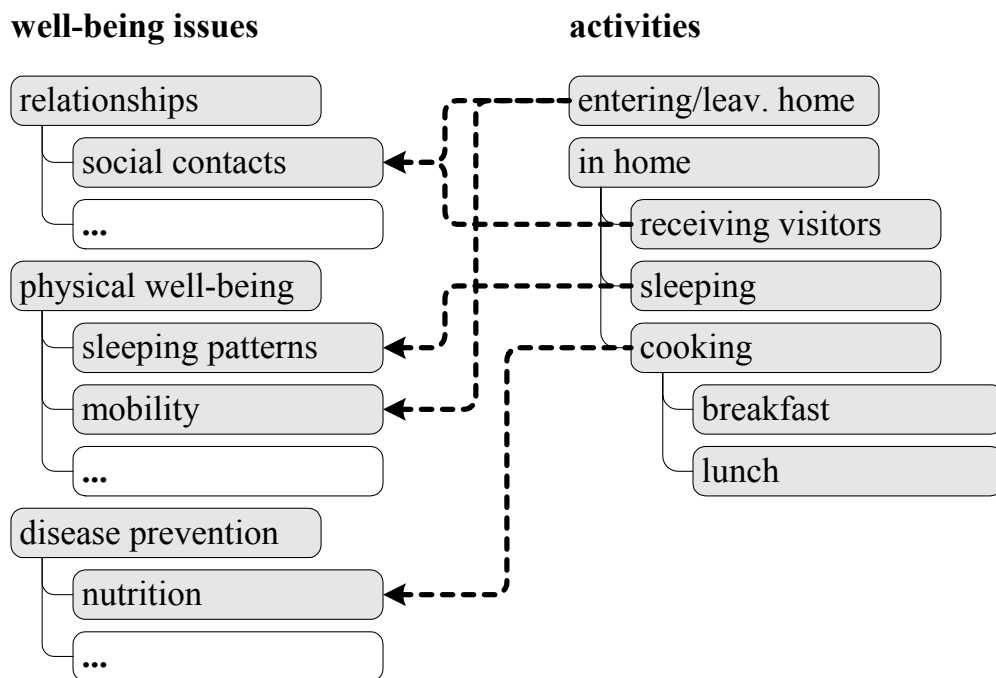 well-being issues
relationships
social contacts
...
physical well-being
sleeping patterns
mobility
...
disease prevention
nutrition
...
activities
entering/leav. home
in home
receiving visitors
sleeping
cooking
breakfast
lunch